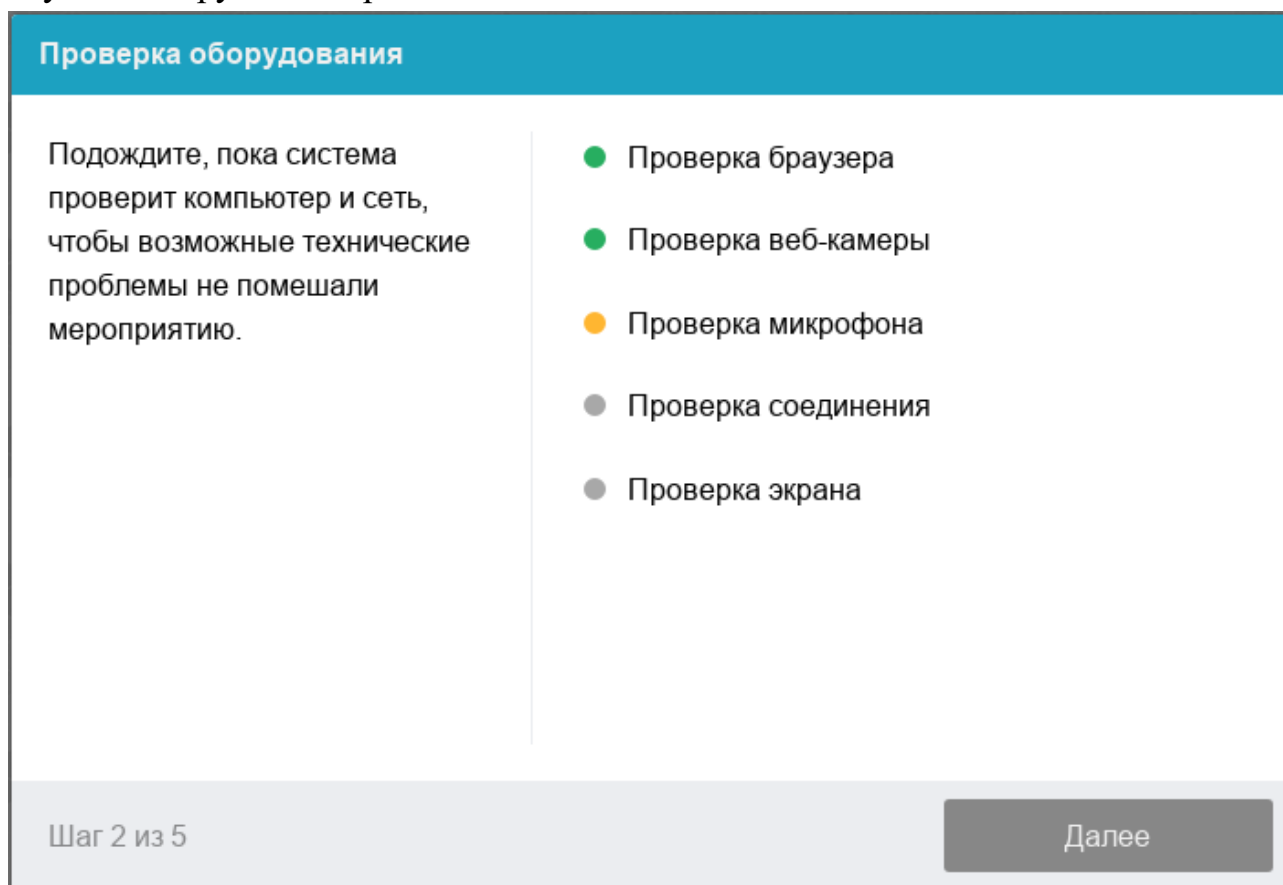 Проверка оборудования
Подождите, пока система
проверит компьютер и сеть,
чтобы возможные технические
проблемы не помешали
мероприятию.
Проверка браузера
Проверка веб-камеры
Проверка микрофона
Проверка соединения
Проверка экрана
Шаг 2 из 5
Далее